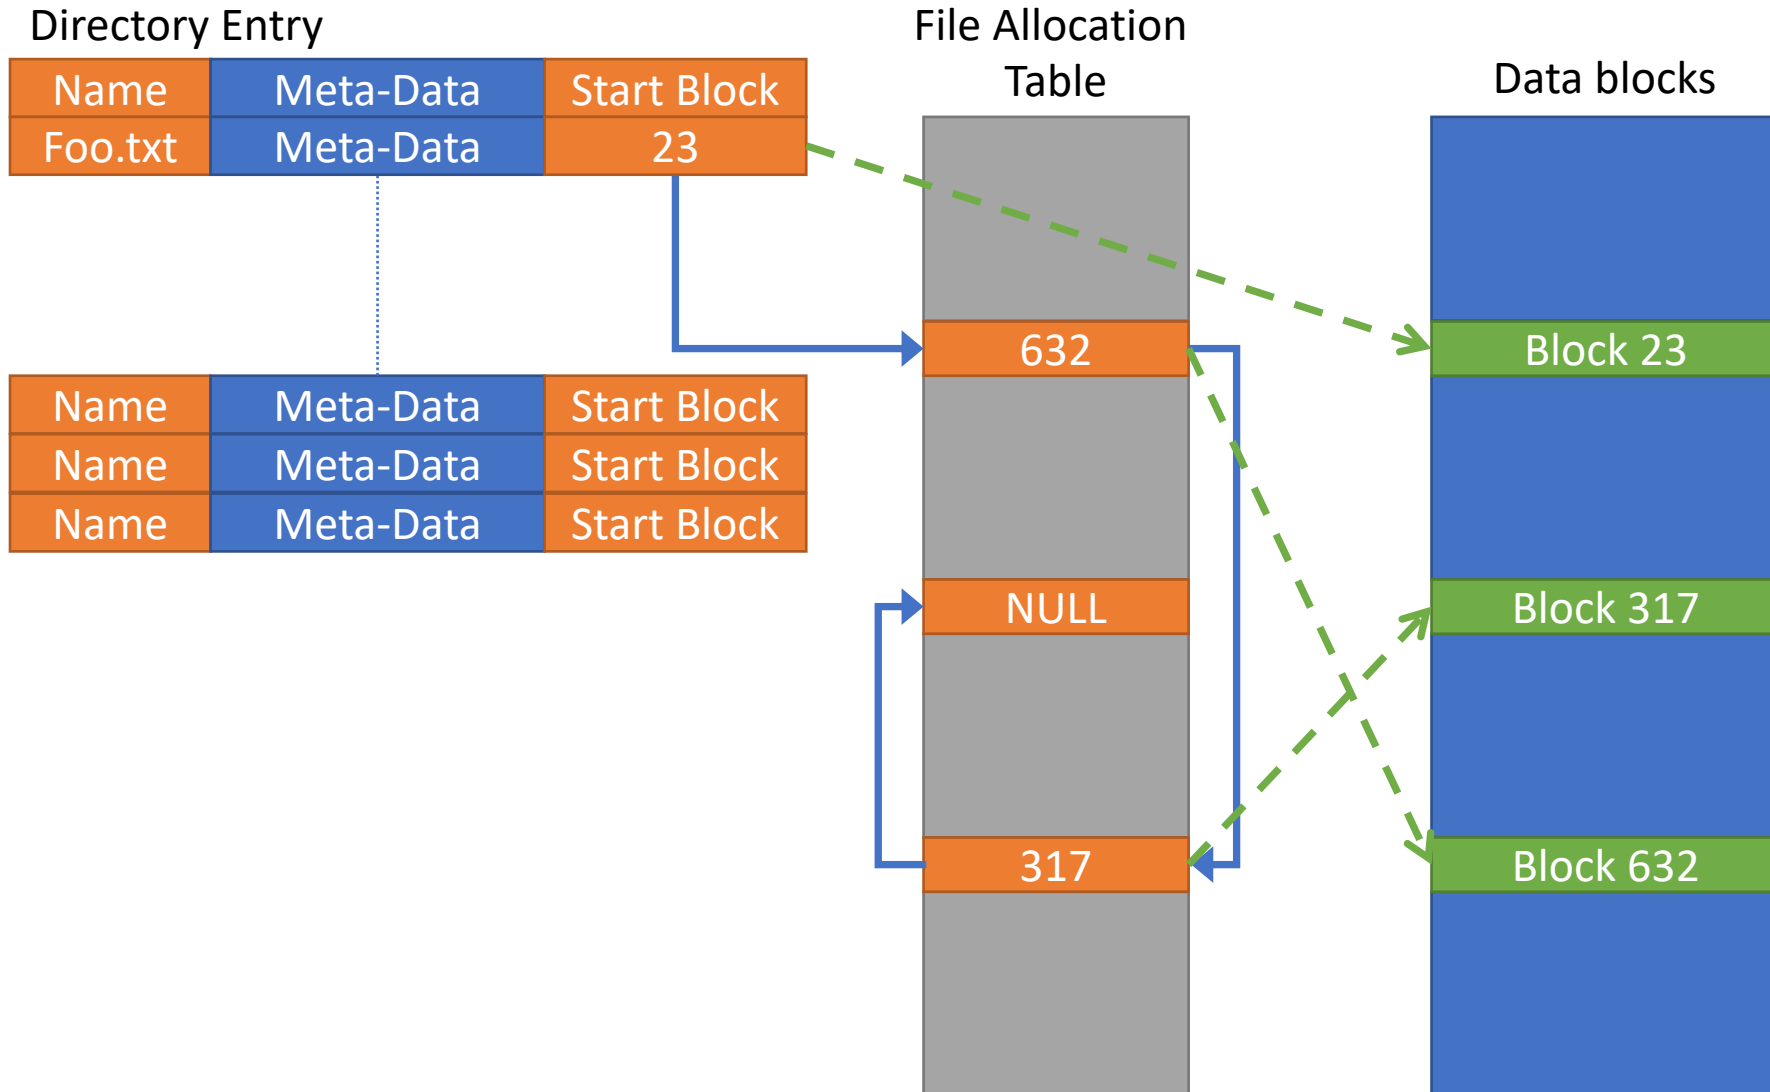 Directory Entry
Name Meta-Data Start Block
Foo.txt Meta-Data 23
Name Meta-Data Start Block
Name Meta-Data Start Block
Name Meta-Data Start Block
File Allocation
Table
632
NULL
317
Data blocks
Block 23
Block 317
Block 632